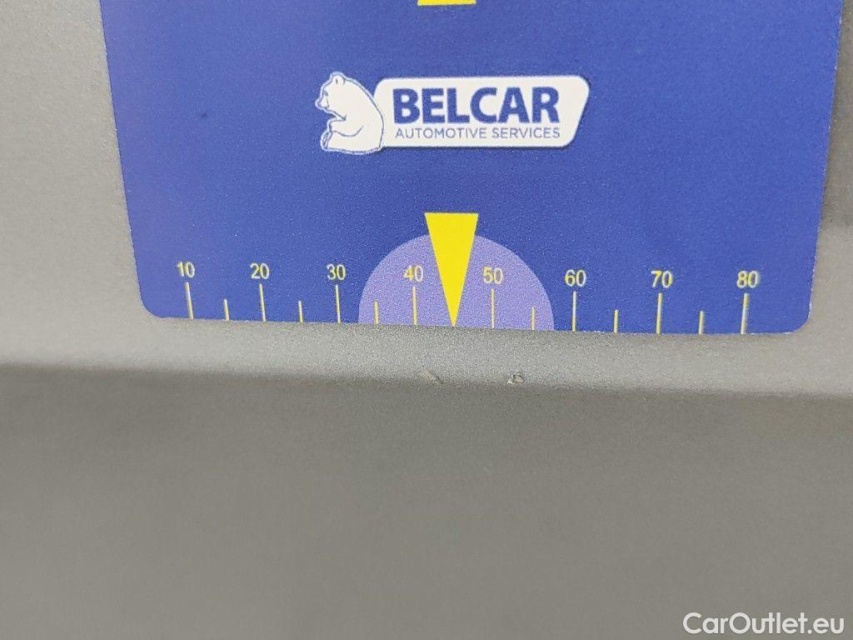 BELCAR
AUTOMOTIVE SERVICES
10 20 30 40 50 60 70 80
CarOutlet.eu